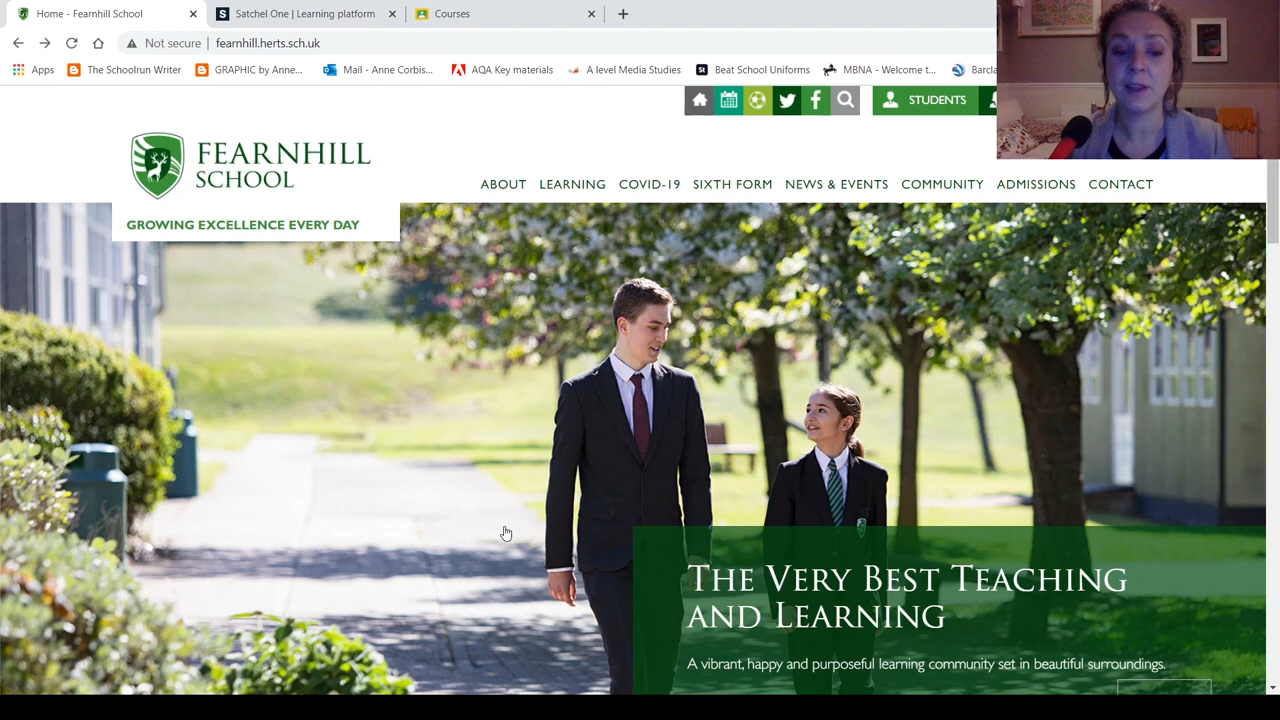 Home - Fearnhill School
Satchel One | Learning platform
Courses
Not secure
fearnhill.herts.sch.uk
Apps
The Schoolrun Writer
GRAPHIC by Anne...
Mail - Anne Corbis...
AQA Key materials
A level Media Studies
St
Beat School Uniforms
MBNA - Welcome t...
Barcla
STUDENTS
FEARNHILL
SCHOOL
ABOUT
LEARNING
COVID-19
SIXTH FORM
NEWS & EVENTS
COMMUNITY
ADMISSIONS
CONTACT
GROWING EXCELLENCE EVERY DAY
THE VERY BEST TEACHING
AND LEARNING
A vibrant, happy and purposeful learning community set in beautiful surroundings.